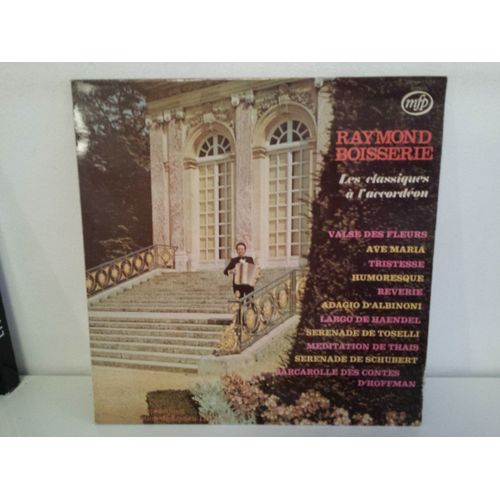 mfp
RAYMOND
BOISSERIE
Les classiques
à l'accordéon
VALSE DES FLEURS
AVE MARIA
TRISTESSE
HUMORESQUE
REVERIE
ADAGIO D'ALBINONI
LARGO DE HAENDEL
SERENADE DE TOSELLI
MEDITATION DE THAIS
SERENADE DE SCHUBERT
BARCAROLLE DES CONTES
D'HOFFMAN